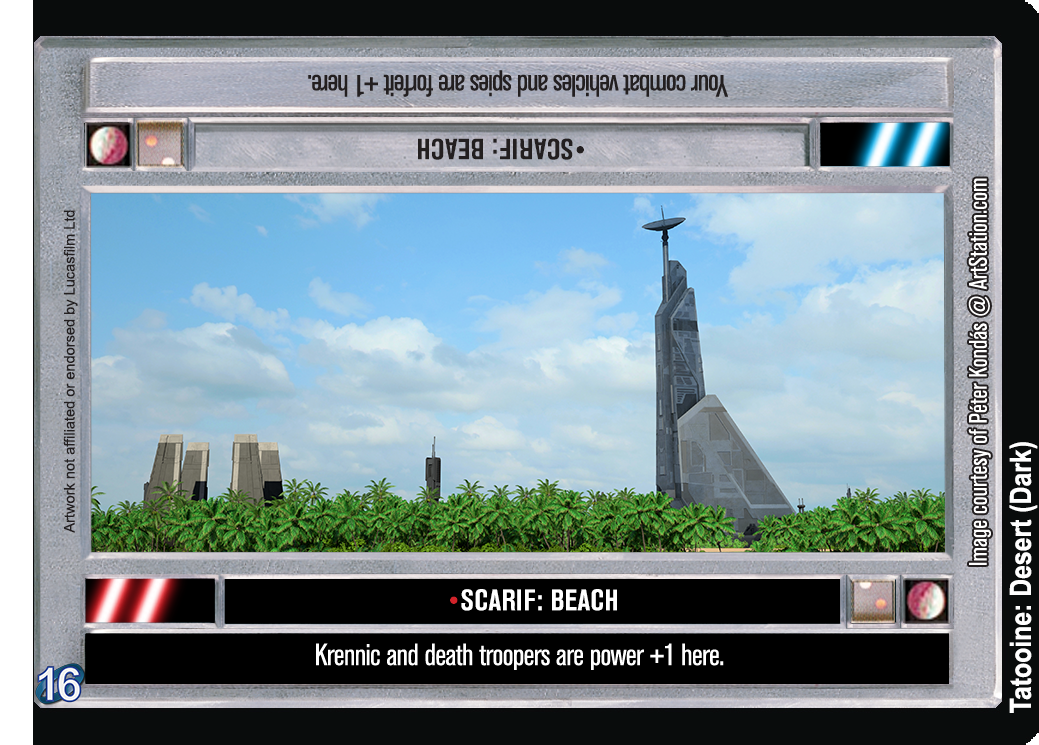 Your combat vehicles and spies are forfeit +1 here.
•SCARIF: BEACH
Artwork not affiliated or endorsed by Lucasfilm Ltd
Image courtesy of Péter Kondás @ ArtStation.com
•SCARIF: BEACH
Krennic and death troopers are power +1 here.
16
Tatooine: Desert (Dark)